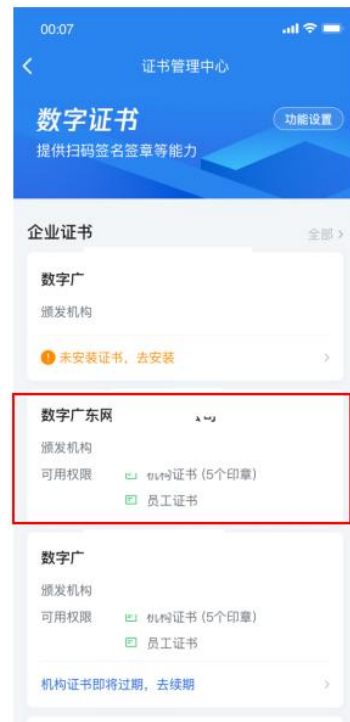 00:07
证书管理中心
数字证书
功能设置
提供扫码签名签章等能力
企业证书
全部
数字广
颁发机构
未安装证书，去安装
数字广东网
颁发机构
可用权限 机构证书 (5个印章)
员工证书
数字广
颁发机构
可用权限 机构证书 (5个印章)
员工证书
机构证书即将过期，去续期